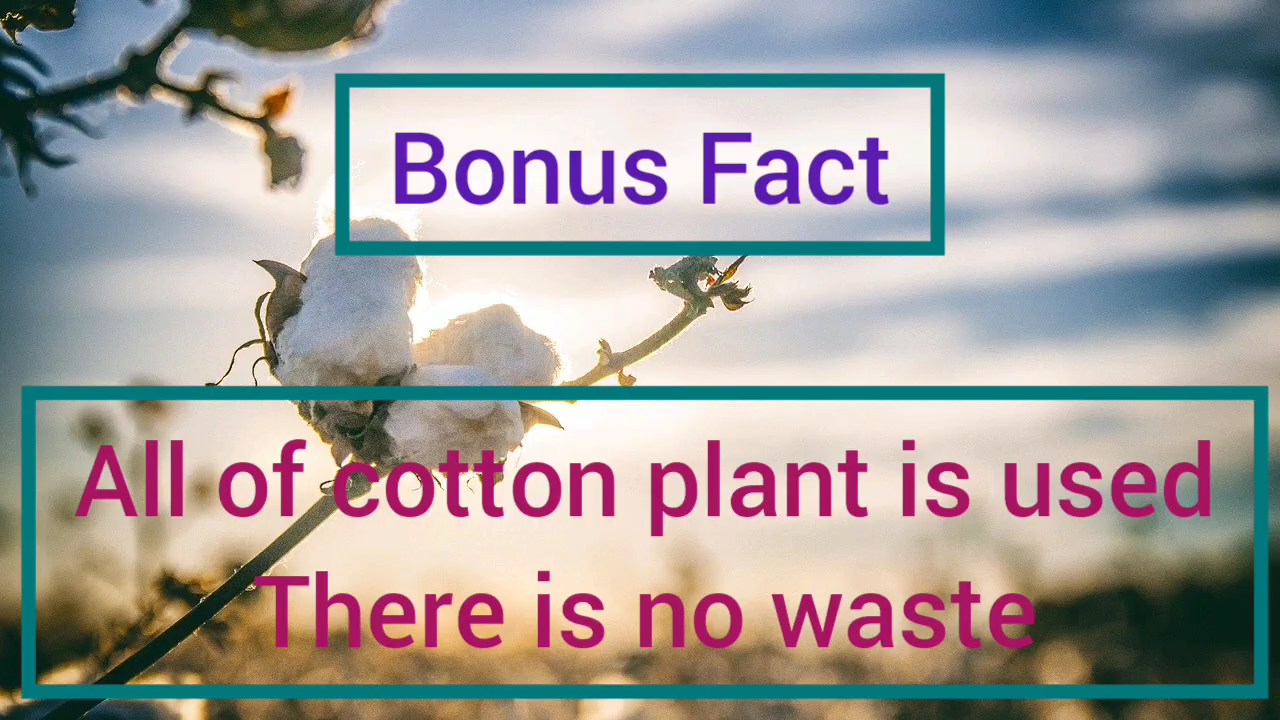 Bonus Fact
All of cotton plant is used
There is no waste